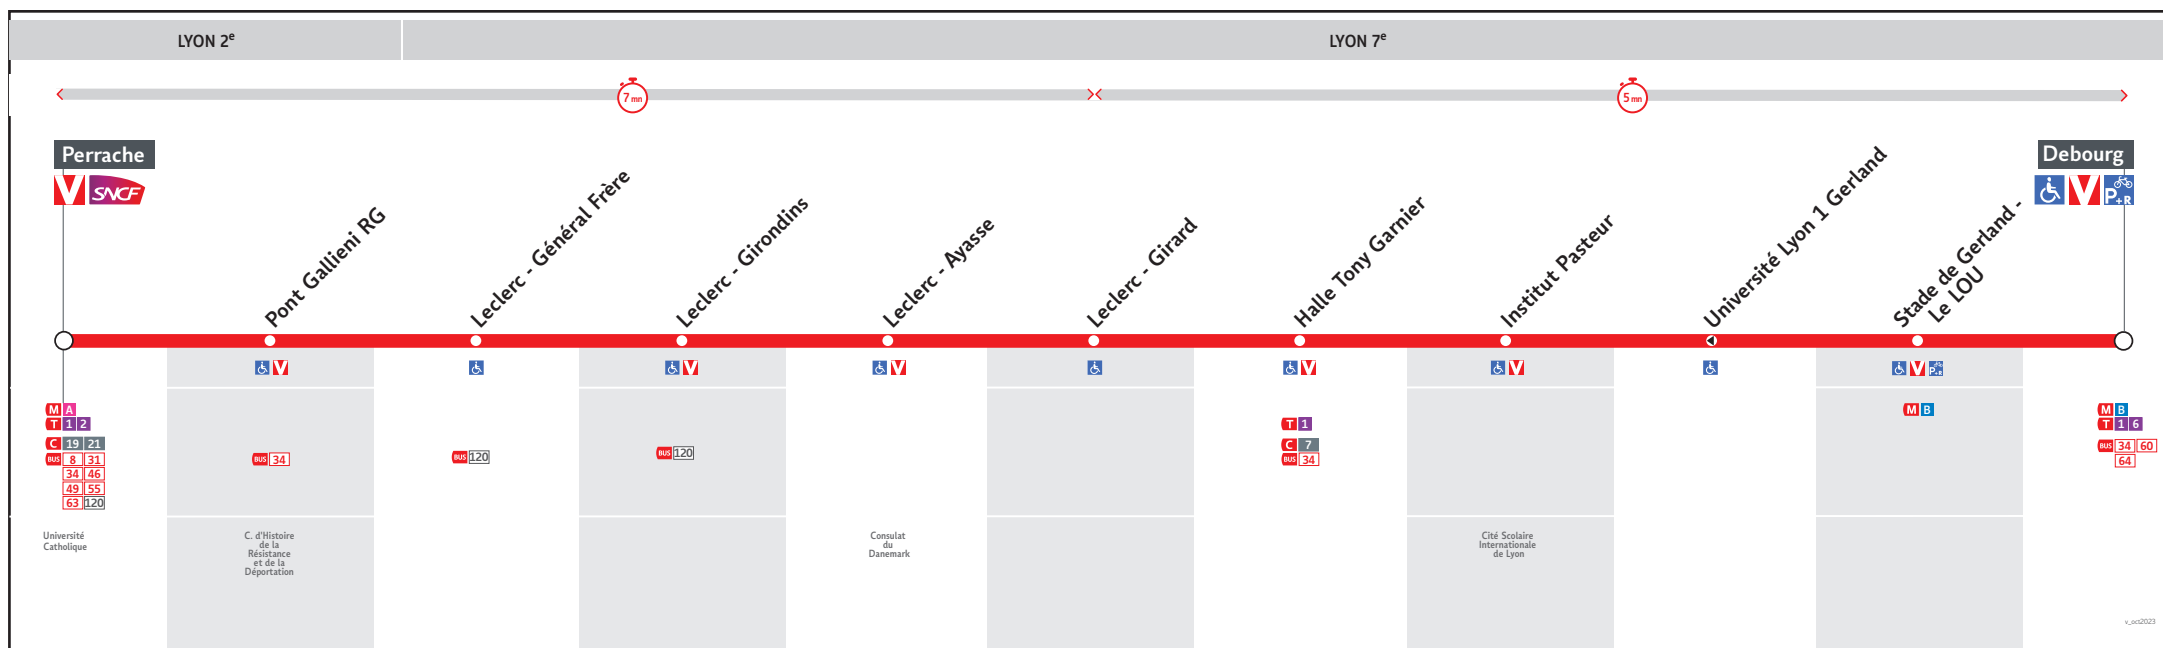 LYON 2e
LYON 7e
7 mn
5 mn
Perrache
V SNCF
Pont Gallieni RG
Leclerc - Général Frère
Leclerc - Girondins
Leclerc - Ayasse
Leclerc - Girard
Halle Tony Garnier
Institut Pasteur
Université Lyon 1 Gerland
Stade de Gerland -
Le LOU
Debourg
V P+R
V
V
V
V
V
V P+R
M A
T 1 2
C 19 21
BUS 8 31
34 46
49 55
63 120
BUS 34
BUS 120
BUS 120
T 1
C 7
BUS 34
M B
M B
T 1 6
BUS 34 60
64
Université
Catholique
C. d'Histoire
de la
Résistance
et de la
Déportation
Consulat
du
Danemark
Cité Scolaire
Internationale
de Lyon
v_oct2023